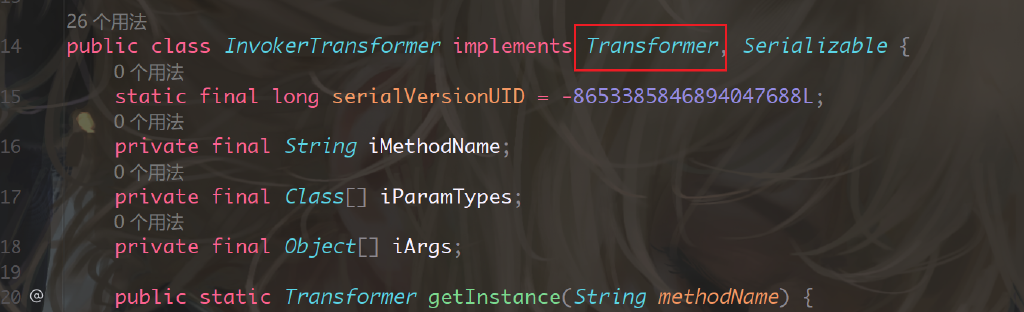 26 个用法
14 public class InvokerTransformer implements Transformer, Serializable {
0 个用法
15 static final long serialVersionUID = -8653385846894047688L;
0 个用法
16 private final String iMethodName;
0 个用法
17 private final Class[] iParamTypes;
0 个用法
18 private final Object[] iArgs;
19
20 @ public static Transformer getInstance(String methodName) {